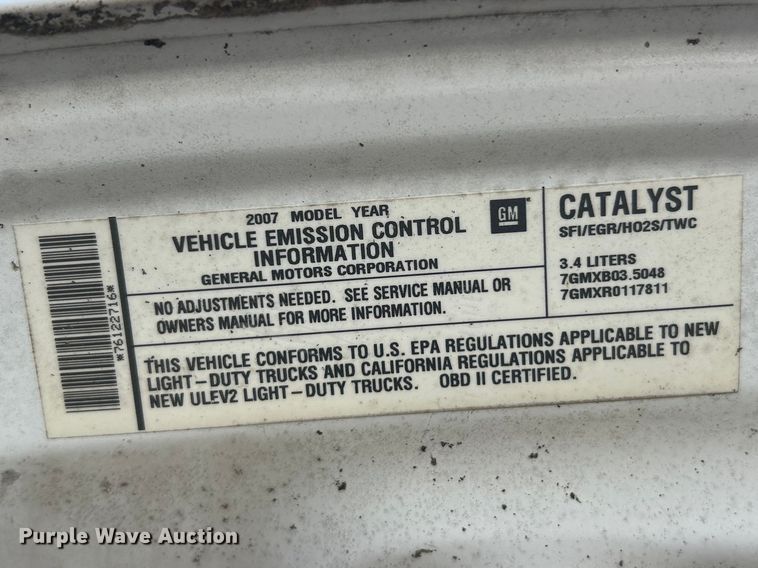 *76122716*
2007 MODEL YEAR
VEHICLE EMISSION CONTROL
INFORMATION
GENERAL MOTORS CORPORATION
GM
CATALYST
SFI/EGR/HO2S/TWC
3.4 LITERS
7GMXB03.5048
7GMXR0117811
NO ADJUSTMENTS NEEDED. SEE SERVICE MANUAL OR
OWNERS MANUAL FOR MORE INFORMATION.
THIS VEHICLE CONFORMS TO U.S. EPA REGULATIONS APPLICABLE TO NEW
LIGHT-DUTY TRUCKS AND CALIFORNIA REGULATIONS APPLICABLE TO
NEW ULEV2 LIGHT-DUTY TRUCKS. OBD II CERTIFIED.
Purple Wave Auction